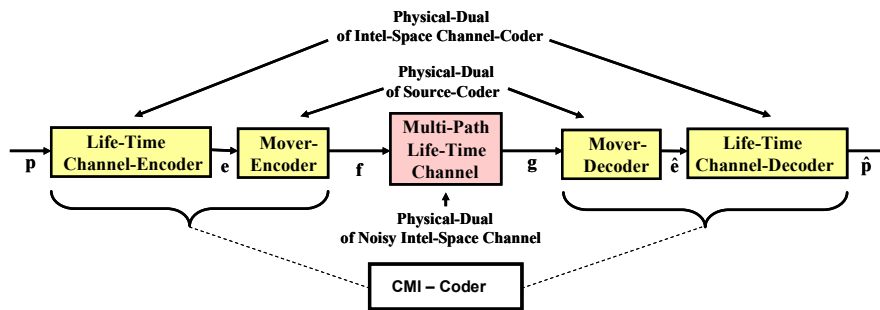 Physical-Dual
of Intel-Space Channel-Coder
Physical-Dual
of Source-Coder
p
Life-Time
Channel-Encoder
e
Mover-
Encoder
f
Multi-Path
Life-Time
Channel
g
Mover-
Decoder
ê
Life-Time
Channel-Decoder
p̂
Physical-Dual
of Noisy Intel-Space Channel
CMI – Coder